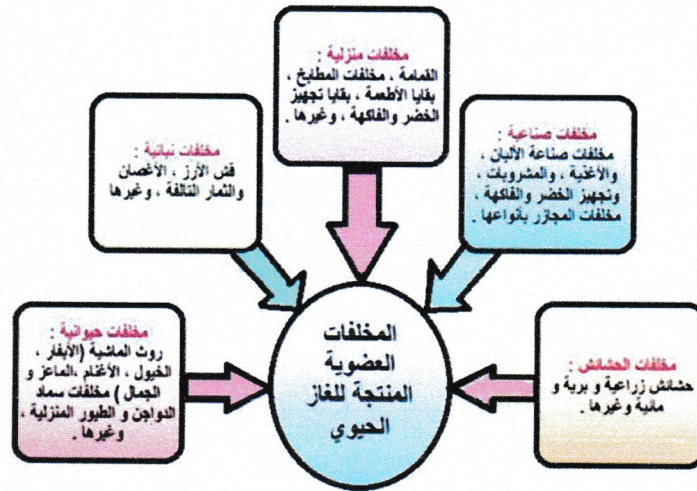 مخلفات منزلية :
القمامة ، مخلفات المطابخ ،
بقايا الأطعمة ، بقايا تجهيز
الخضر والفاكهة ، وغيرها .
مخلفات صناعية :
مخلفات صناعة الألبان ،
والأغذية ، والمشروبات ،
وتجهيز الخضر والفاكهة ،
مخلفات المجازر بأنواعها .
مخلفات نباتية :
قش الأرز ، الأغصان
والثمار التالفة ، وغيرها
مخلفات حيوانية :
روث الماشية (الأبقار ،
الخيول ، الأغنام ،الماعز و
الجمال ) مخلفات سماد
الدواجن و الطيور المنزلية ،
وغيرها .
المخلفات
العضوية
المنتجة للغاز
الحيوي
مخلفات الحشائش :
حشائش زراعية و برية و
مائية وغيرها .